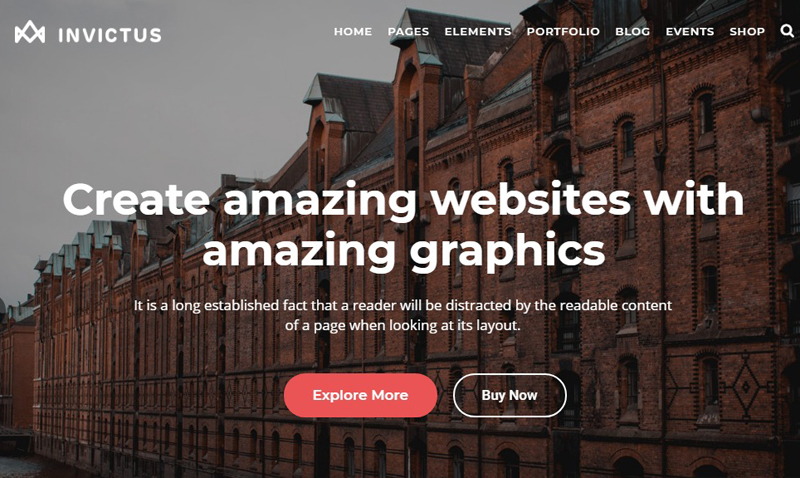 INVICTUS
HOME PAGES ELEMENTS PORTFOLIO BLOG EVENTS SHOP
Create amazing websites with
amazing graphics
It is a long established fact that a reader will be distracted by the readable content
of a page when looking at its layout.
Explore More Buy Now